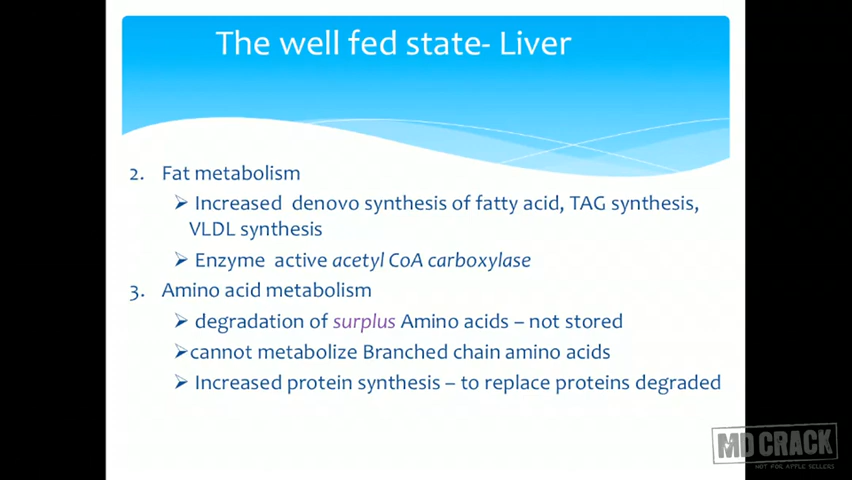 The well fed state- Liver
2. Fat metabolism
➢ Increased denovo synthesis of fatty acid, TAG synthesis,
VLDL synthesis
➢ Enzyme active acetyl CoA carboxylase
3. Amino acid metabolism
➢ degradation of surplus Amino acids – not stored
➢cannot metabolize Branched chain amino acids
➢ Increased protein synthesis – to replace proteins degraded
MD CRACK
NOT FOR APPLE SELLERS